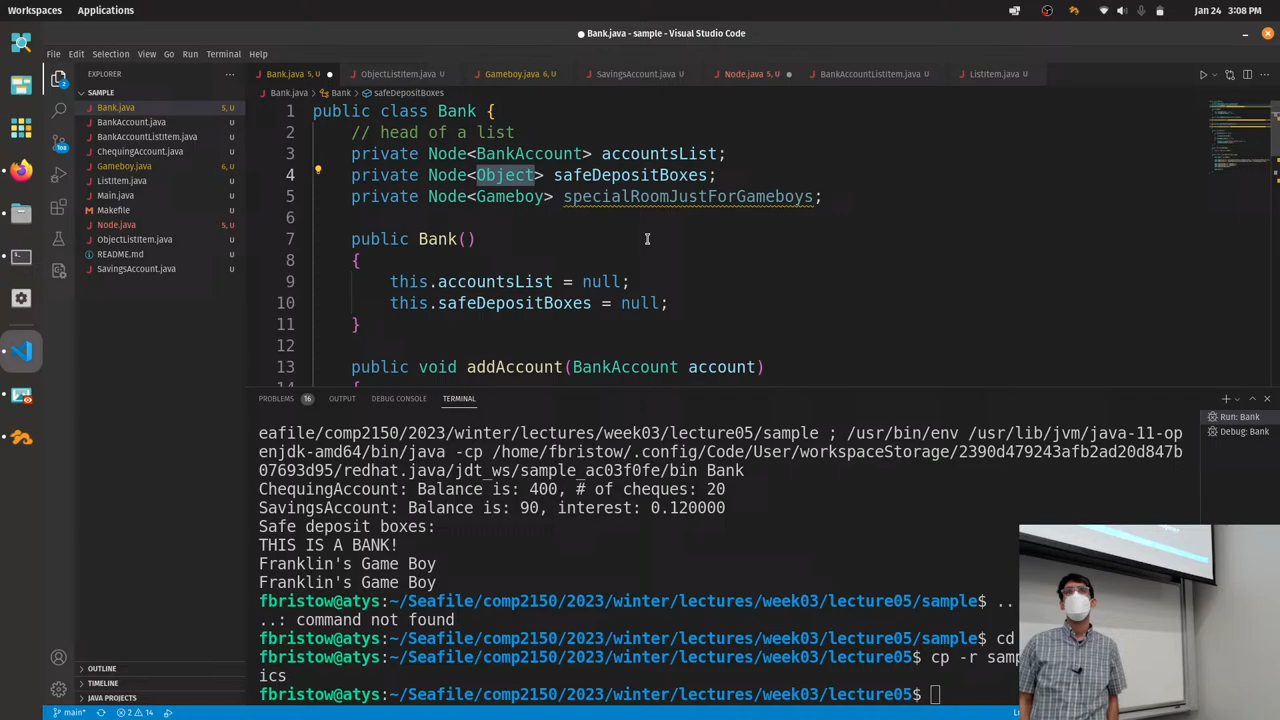 Activities Applications Jan 24 3:08 PM
● Bank.java - sample - Visual Studio Code
File Edit Selection View Go Run Terminal Help
EXPLORER ···
SAMPLE
Bank.java 5, U
BankAccount.java U
BankAccountListItem.java U
ChequingAccount.java U
Gameboy.java 6, U
ListItem.java U
Main.java U
Makefile U
Node.java 5, U
ObjectListItem.java U
README.md U
SavingsAccount.java U
OUTLINE
TIMELINE
JAVA PROJECTS
Bank.java 5, U ● ObjectListItem.java U Gameboy.java 6, U SavingsAccount.java U Node.java 5, U ● BankAccountListItem.java U ListItem.java U
Bank.java > Bank > safeDepositBoxes
1 public class Bank {
2 // head of a list
3 private Node<BankAccount> accountsList;
4 private Node<Object> safeDepositBoxes;
5 private Node<Gameboy> specialRoomJustForGameboys;
6
7 public Bank()
8 {
9 this.accountsList = null;
10 this.safeDepositBoxes = null;
11 }
12
13 public void addAccount(BankAccount account)
14 {
PROBLEMS 16 OUTPUT DEBUG CONSOLE TERMINAL
Run: Bank
Debug: Bank
eafile/comp2150/2023/winter/lectures/week03/lecture05/sample ; /usr/bin/env /usr/lib/jvm/java-11-op
enjdk-amd64/bin/java -cp /home/fbristow/.config/Code/User/workspaceStorage/2390d479243afb2ad20d847b
07693d95/redhat.java/jdt_ws/sample_ac03f0fe/bin Bank
ChequingAccount: Balance is: 400, # of cheques: 20
SavingsAccount: Balance is: 90, interest: 0.120000
Safe deposit boxes:
THIS IS A BANK!
Franklin's Game Boy
Franklin's Game Boy
fbristow@atys:~/Seafile/comp2150/2023/winter/lectures/week03/lecture05/sample$ ..
..: command not found
fbristow@atys:~/Seafile/comp2150/2023/winter/lectures/week03/lecture05/sample$ cd
fbristow@atys:~/Seafile/comp2150/2023/winter/lectures/week03/lecture05$ cp -r samp
ics
fbristow@atys:~/Seafile/comp2150/2023/winter/lectures/week03/lecture05$
main* 2 14